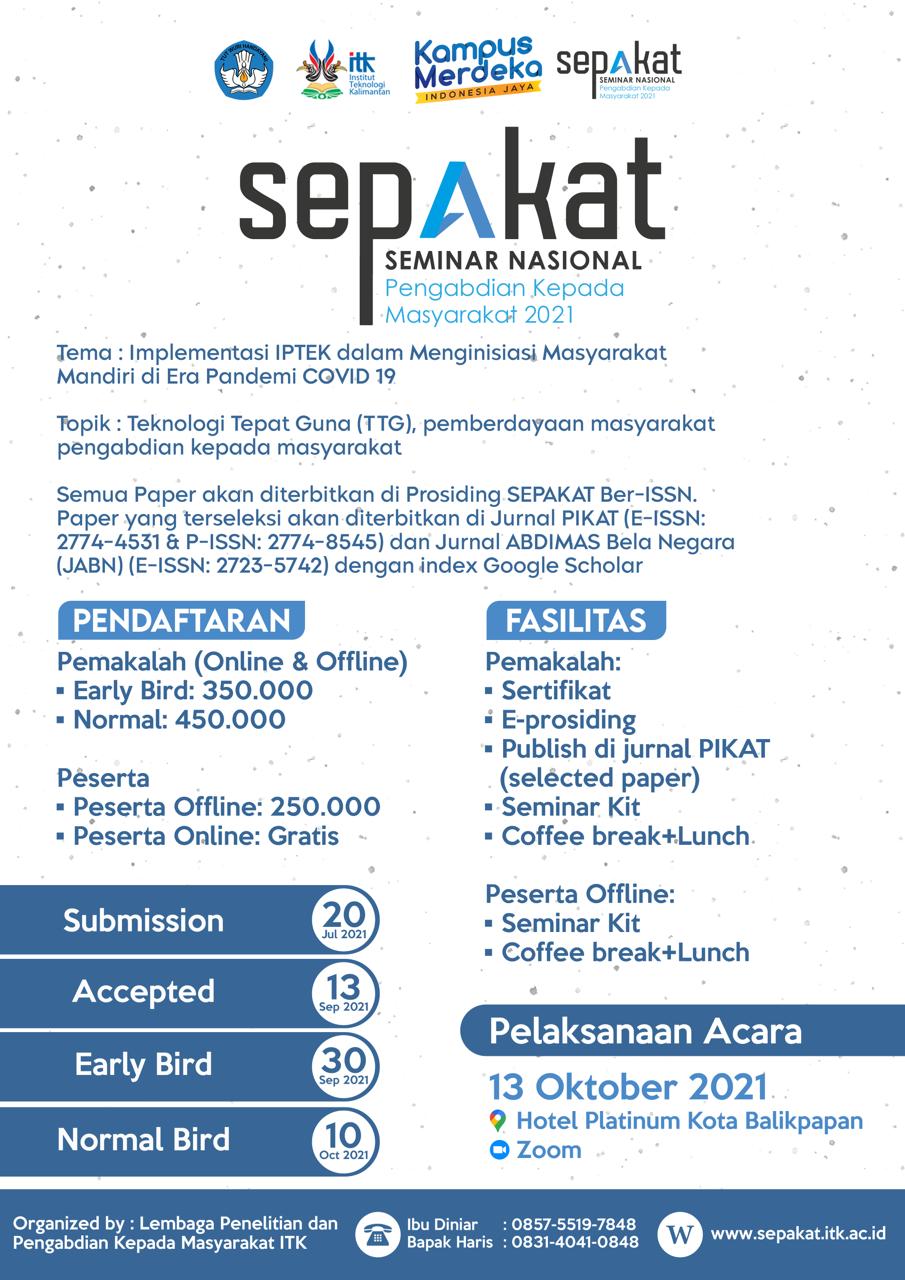 TUT WURI HANDAYANI
itk
Institut
Teknologi
Kalimantan
Kampus
Merdeka
INDONESIA JAYA
sepakat
SEMINAR NASIONAL
Pengabdian Kepada
Masyarakat 2021
sepakat
SEMINAR NASIONAL
Pengabdian Kepada
Masyarakat 2021
Tema : Implementasi IPTEK dalam Menginisiasi Masyarakat
Mandiri di Era Pandemi COVID 19
Topik : Teknologi Tepat Guna (TTG), pemberdayaan masyarakat
pengabdian kepada masyarakat
Semua Paper akan diterbitkan di Prosiding SEPAKAT Ber-ISSN.
Paper yang terseleksi akan diterbitkan di Jurnal PIKAT (E-ISSN:
2774-4531 & P-ISSN: 2774-8545) dan Jurnal ABDIMAS Bela Negara
(JABN) (E-ISSN: 2723-5742) dengan index Google Scholar
PENDAFTARAN
Pemakalah (Online & Offline)
▪ Early Bird: 350.000
▪ Normal: 450.000
Peserta
▪ Peserta Offline: 250.000
▪ Peserta Online: Gratis
FASILITAS
Pemakalah:
▪ Sertifikat
▪ E-prosiding
▪ Publish di jurnal PIKAT
(selected paper)
▪ Seminar Kit
▪ Coffee break+Lunch
Peserta Offline:
▪ Seminar Kit
▪ Coffee break+Lunch
Submission
20
Jul 2021
Accepted
13
Sep 2021
Early Bird
30
Sep 2021
Normal Bird
10
Oct 2021
Pelaksanaan Acara
13 Oktober 2021
Hotel Platinum Kota Balikpapan
Zoom
Organized by : Lembaga Penelitian dan
Pengabdian Kepada Masyarakat ITK
Ibu Diniar : 0857-5519-7848
Bapak Haris : 0831-4041-0848
W
www.sepakat.itk.ac.id